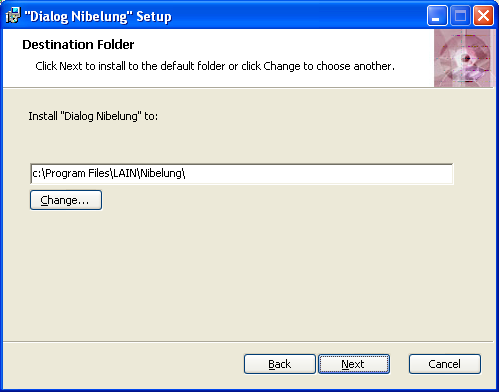 "Dialog Nibelung" Setup
Destination Folder
Click Next to install to the default folder or click Change to choose another.
Install "Dialog Nibelung" to:
c:\Program Files\LAIN\Nibelung\
Change...
Back Next Cancel